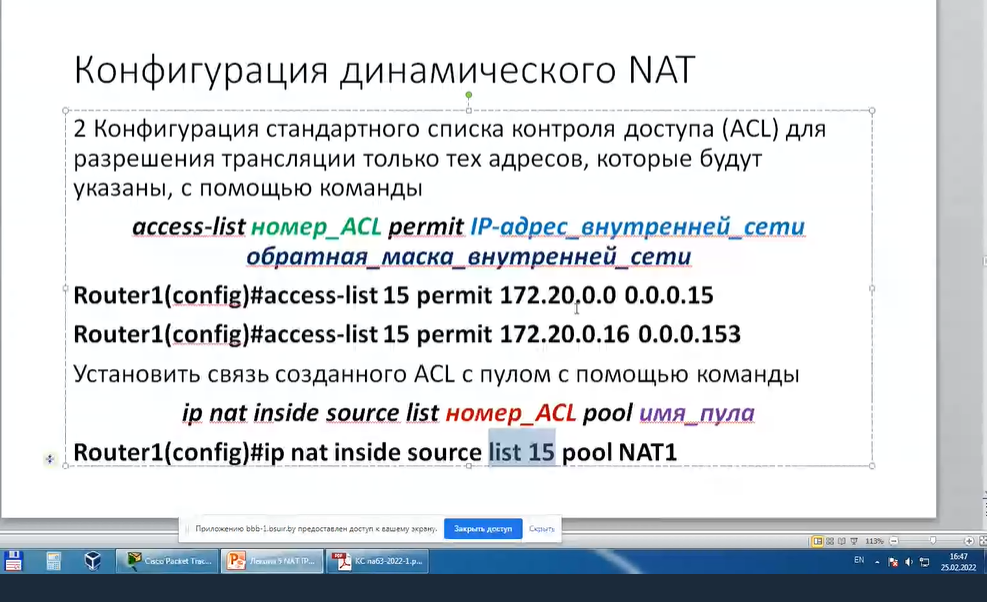 Конфигурация динамического NAT
2 Конфигурация стандартного списка контроля доступа (ACL) для
разрешения трансляции только тех адресов, которые будут
указаны, с помощью команды
access-list номер_ACL permit IP-адрес_внутренней_сети
обратная_маска_внутренней_сети
Router1(config)#access-list 15 permit 172.20.0.0 0.0.0.15
Router1(config)#access-list 15 permit 172.20.0.16 0.0.0.153
Установить связь созданного ACL с пулом с помощью команды
ip nat inside source list номер_ACL pool имя_пула
Router1(config)#ip nat inside source list 15 pool NAT1
Приложению bbb-1.bsuir.by предоставлен доступ к вашему экрану.
Закрыть доступ
Скрыть
113%
Cisco Packet Trac...
Лекция 5 NAT IP...
КС лаб3-2022-1.p...
EN
16:47
25.02.2022